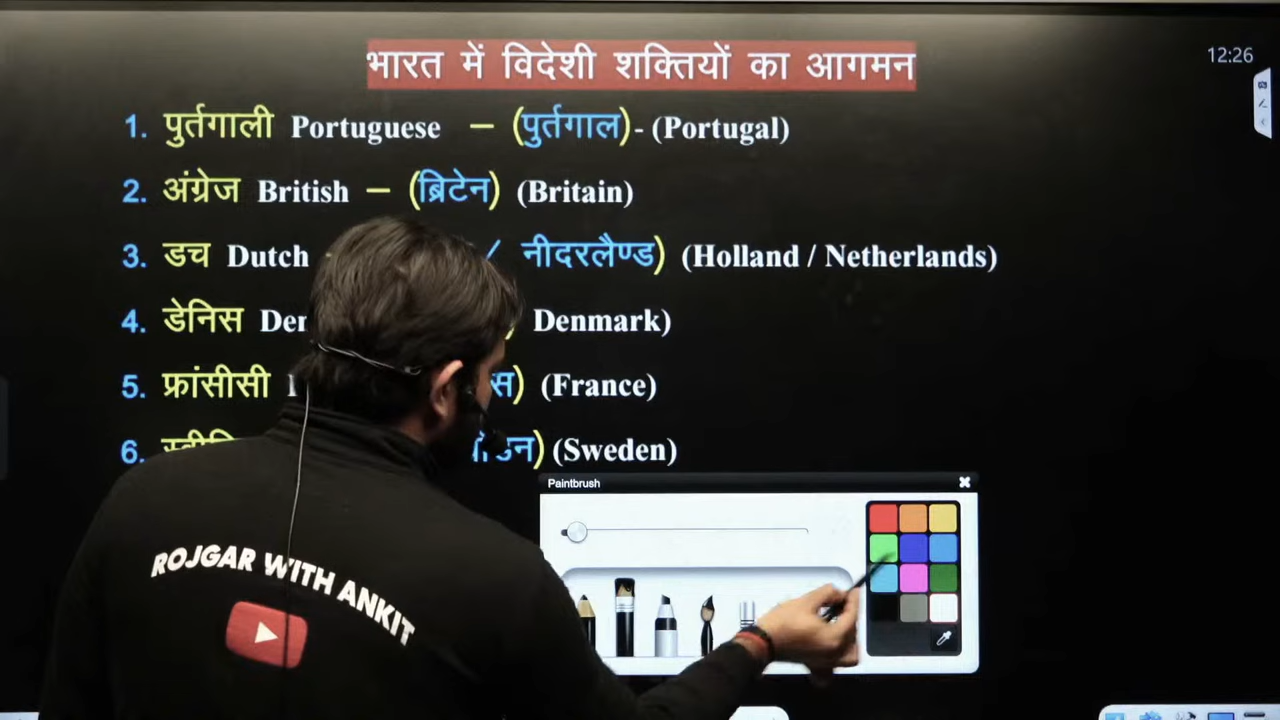 भारत में विदेशी शक्तियों का आगमन
12:26
1. पुर्तगाली Portuguese – (पुर्तगाल)- (Portugal)
2. अंग्रेज British – (ब्रिटेन) (Britain)
3. डच Dutch / नीदरलैण्ड) (Holland / Netherlands)
4. डेनिस Denmark)
5. फ्रांसीसी (France)
6. (Sweden)
Paintbrush
ROJGAR WITH ANKIT